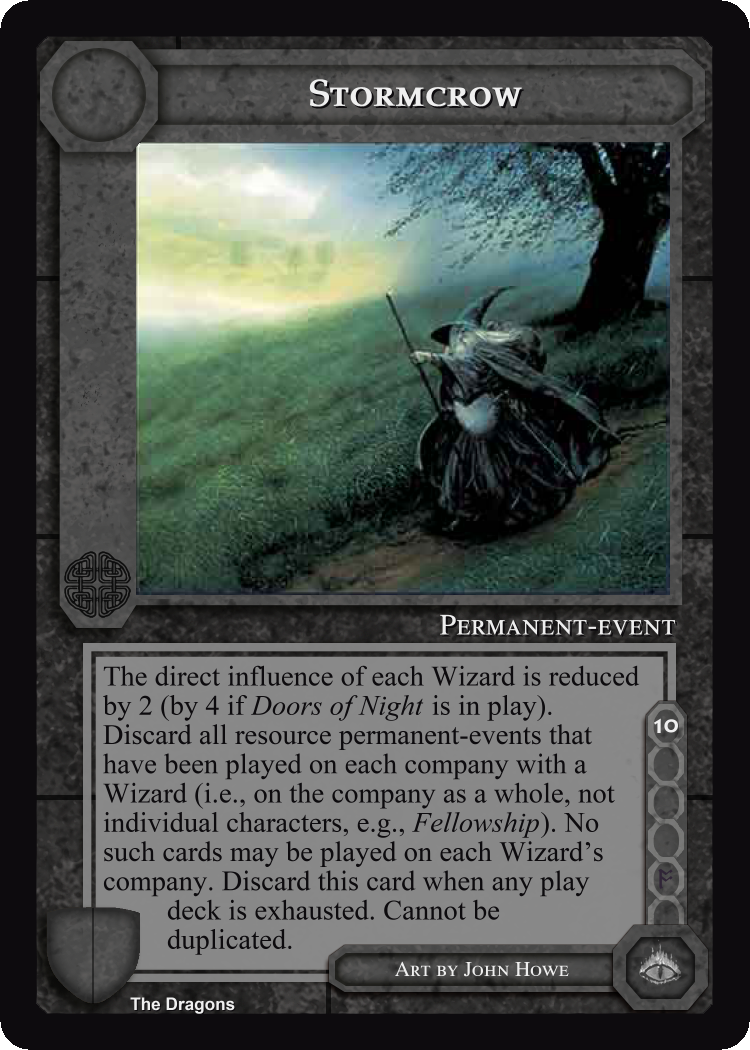 Stormcrow
Permanent-event
The direct influence of each Wizard is reduced
by 2 (by 4 if Doors of Night is in play).
Discard all resource permanent-events that
have been played on each company with a
Wizard (i.e., on the company as a whole, not
individual characters, e.g., Fellowship). No
such cards may be played on each Wizard's
company. Discard this card when any play
deck is exhausted. Cannot be
duplicated.
10
Art by John Howe
The Dragons